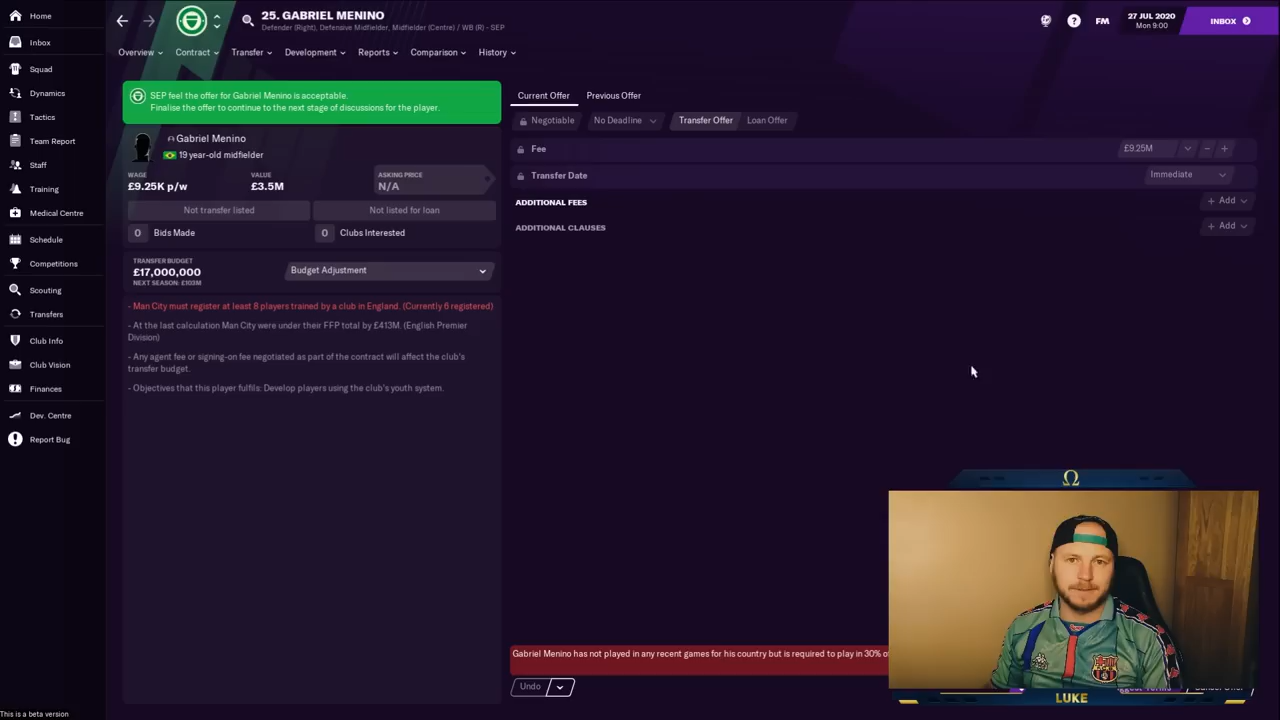 Home
Inbox
Squad
Dynamics
Tactics
Team Report
Staff
Training
Medical Centre
Schedule
Competitions
Scouting
Transfers
Club Info
Club Vision
Finances
Dev. Centre
Report Bug
This is a beta version
25. GABRIEL MENINO
Defender (Right), Defensive Midfielder, Midfielder (Centre) / WB (R) - SEP
?
FM
27 JUL 2020
Mon 9:00
INBOX
Overview
Contract
Transfer
Development
Reports
Comparison
History
SEP feel the offer for Gabriel Menino is acceptable.
Finalise the offer to continue to the next stage of discussions for the player.
Gabriel Menino
19 year-old midfielder
WAGE
£9.25K p/w
VALUE
£3.5M
ASKING PRICE
N/A
Not transfer listed
Not listed for loan
0 Bids Made
0 Clubs Interested
TRANSFER BUDGET
£17,000,000
NEXT SEASON: £103M
Budget Adjustment
- Man City must register at least 8 players trained by a club in England. (Currently 6 registered)
- At the last calculation Man City were under their FFP total by £413M. (English Premier
Division)
- Any agent fee or signing-on fee negotiated as part of the contract will affect the club's
transfer budget.
- Objectives that this player fulfils: Develop players using the club's youth system.
Current Offer
Previous Offer
Negotiable
No Deadline
Transfer Offer
Loan Offer
Fee
£9.25M
Transfer Date
Immediate
ADDITIONAL FEES
+ Add
ADDITIONAL CLAUSES
+ Add
Gabriel Menino has not played in any recent games for his country but is required to play in 30%
Undo
Ω
LUKE